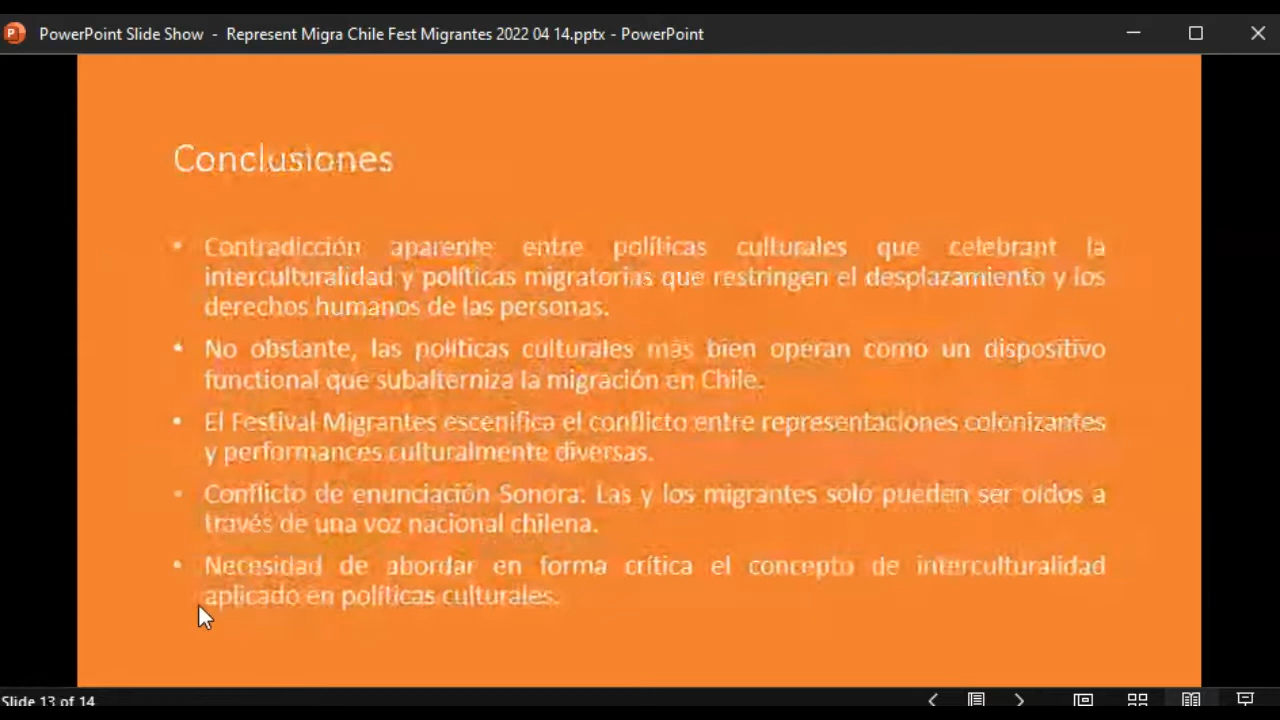 PowerPoint Slide Show - Represent Migra Chile Fest Migrantes 2022 04 14.pptx - PowerPoint
Conclusiones
• Contradicción aparente entre políticas culturales que celebrant la
interculturalidad y políticas migratorias que restringen el desplazamiento y los
derechos humanos de las personas.
• No obstante, las políticas culturales más bien operan como un dispositivo
functional que subalterniza la migración en Chile.
• El Festival Migrantes escenifica el conflicto entre representaciones colonizantes
y performances culturalmente diversas.
• Conflicto de enunciación Sonora. Las y los migrantes solo pueden ser oídos a
través de una voz nacional chilena.
• Necesidad de abordar en forma crítica el concepto de interculturalidad
aplicado en políticas culturales.
Slide 13 of 14